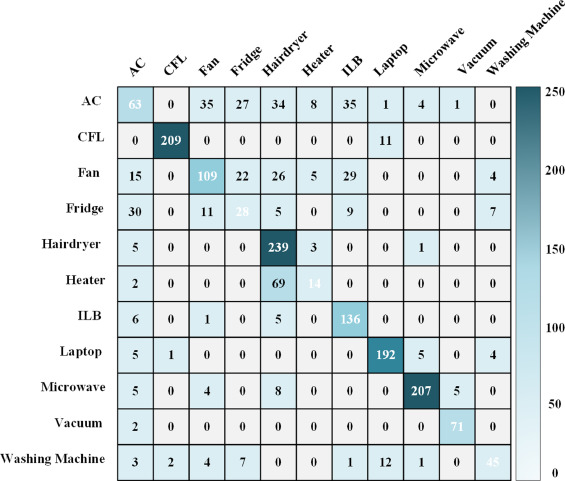 AC CFL Fan Fridge Hairdryer Heater ILB Laptop Microwave Vacuum Washing Machine
AC 63 0 35 27 34 8 35 1 4 1 0
CFL 0 209 0 0 0 0 0 11 0 0 0
Fan 15 0 109 22 26 5 29 0 0 0 4
Fridge 30 0 11 28 5 0 9 0 0 0 7
Hairdryer 5 0 0 0 239 3 0 0 1 0 0
Heater 2 0 0 0 69 14 0 0 0 0 0
ILB 6 0 1 0 5 0 136 0 0 0 0
Laptop 5 1 0 0 0 0 0 192 5 0 4
Microwave 5 0 4 0 8 0 0 0 207 5 0
Vacuum 2 0 0 0 0 0 0 0 0 71 0
Washing Machine 3 2 4 7 0 0 1 12 1 0 45
250
200
150
100
50
0